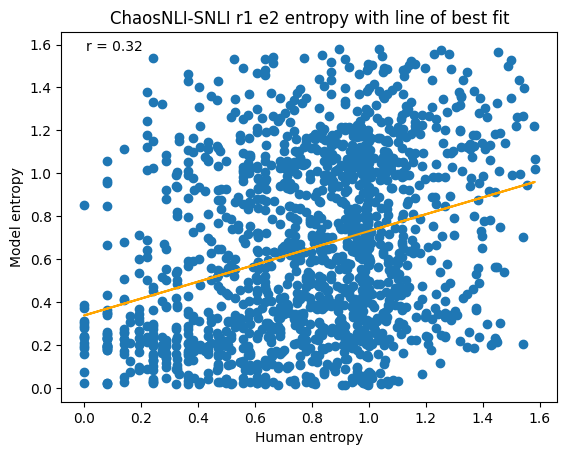 ChaosNLI-SNLI r1 e2 entropy with line of best fit
r = 0.32
Model entropy
1.6
1.4
1.2
1.0
0.8
0.6
0.4
0.2
0.0
0.0 0.2 0.4 0.6 0.8 1.0 1.2 1.4 1.6
Human entropy